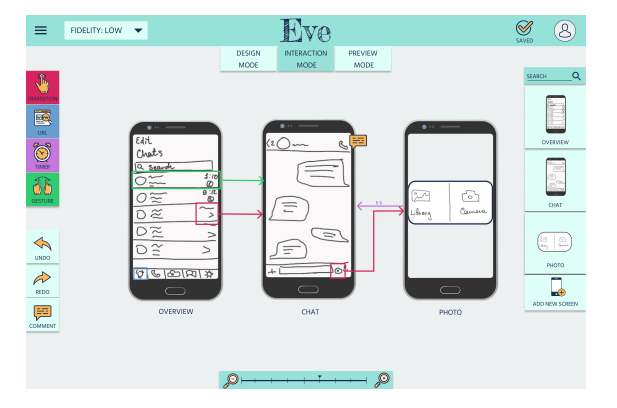 FIDELITY: LOW
Eve
SAVED
DESIGN MODE
INTERACTION MODE
PREVIEW MODE
TRANSITION
URL
TIMER
GESTURE
UNDO
REDO
COMMENT
Edit
Chats
Search
OVERVIEW
CHAT
5 s
Library
Camera
PHOTO
SEARCH
OVERVIEW
CHAT
PHOTO
ADD NEW SCREEN